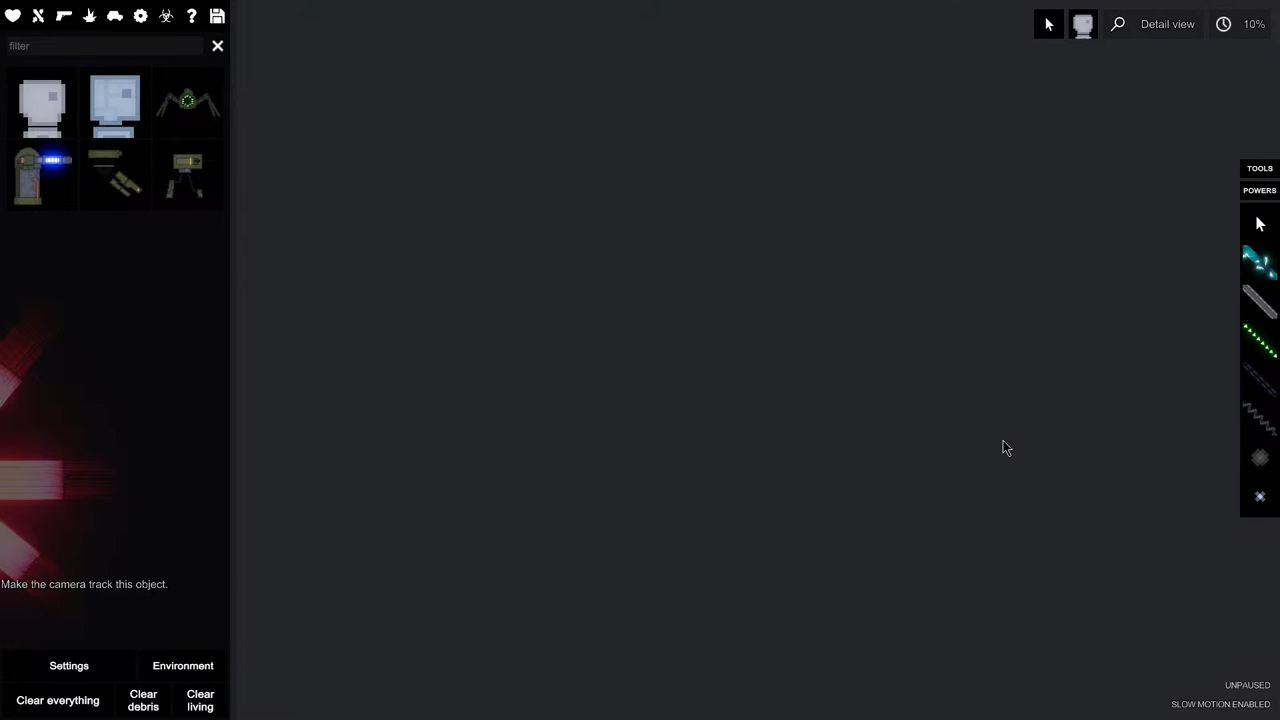 filter
Detail view
10%
TOOLS
POWERS
Make the camera track this object.
Settings
Environment
Clear everything
Clear
debris
Clear
living
UNPAUSED
SLOW MOTION ENABLED